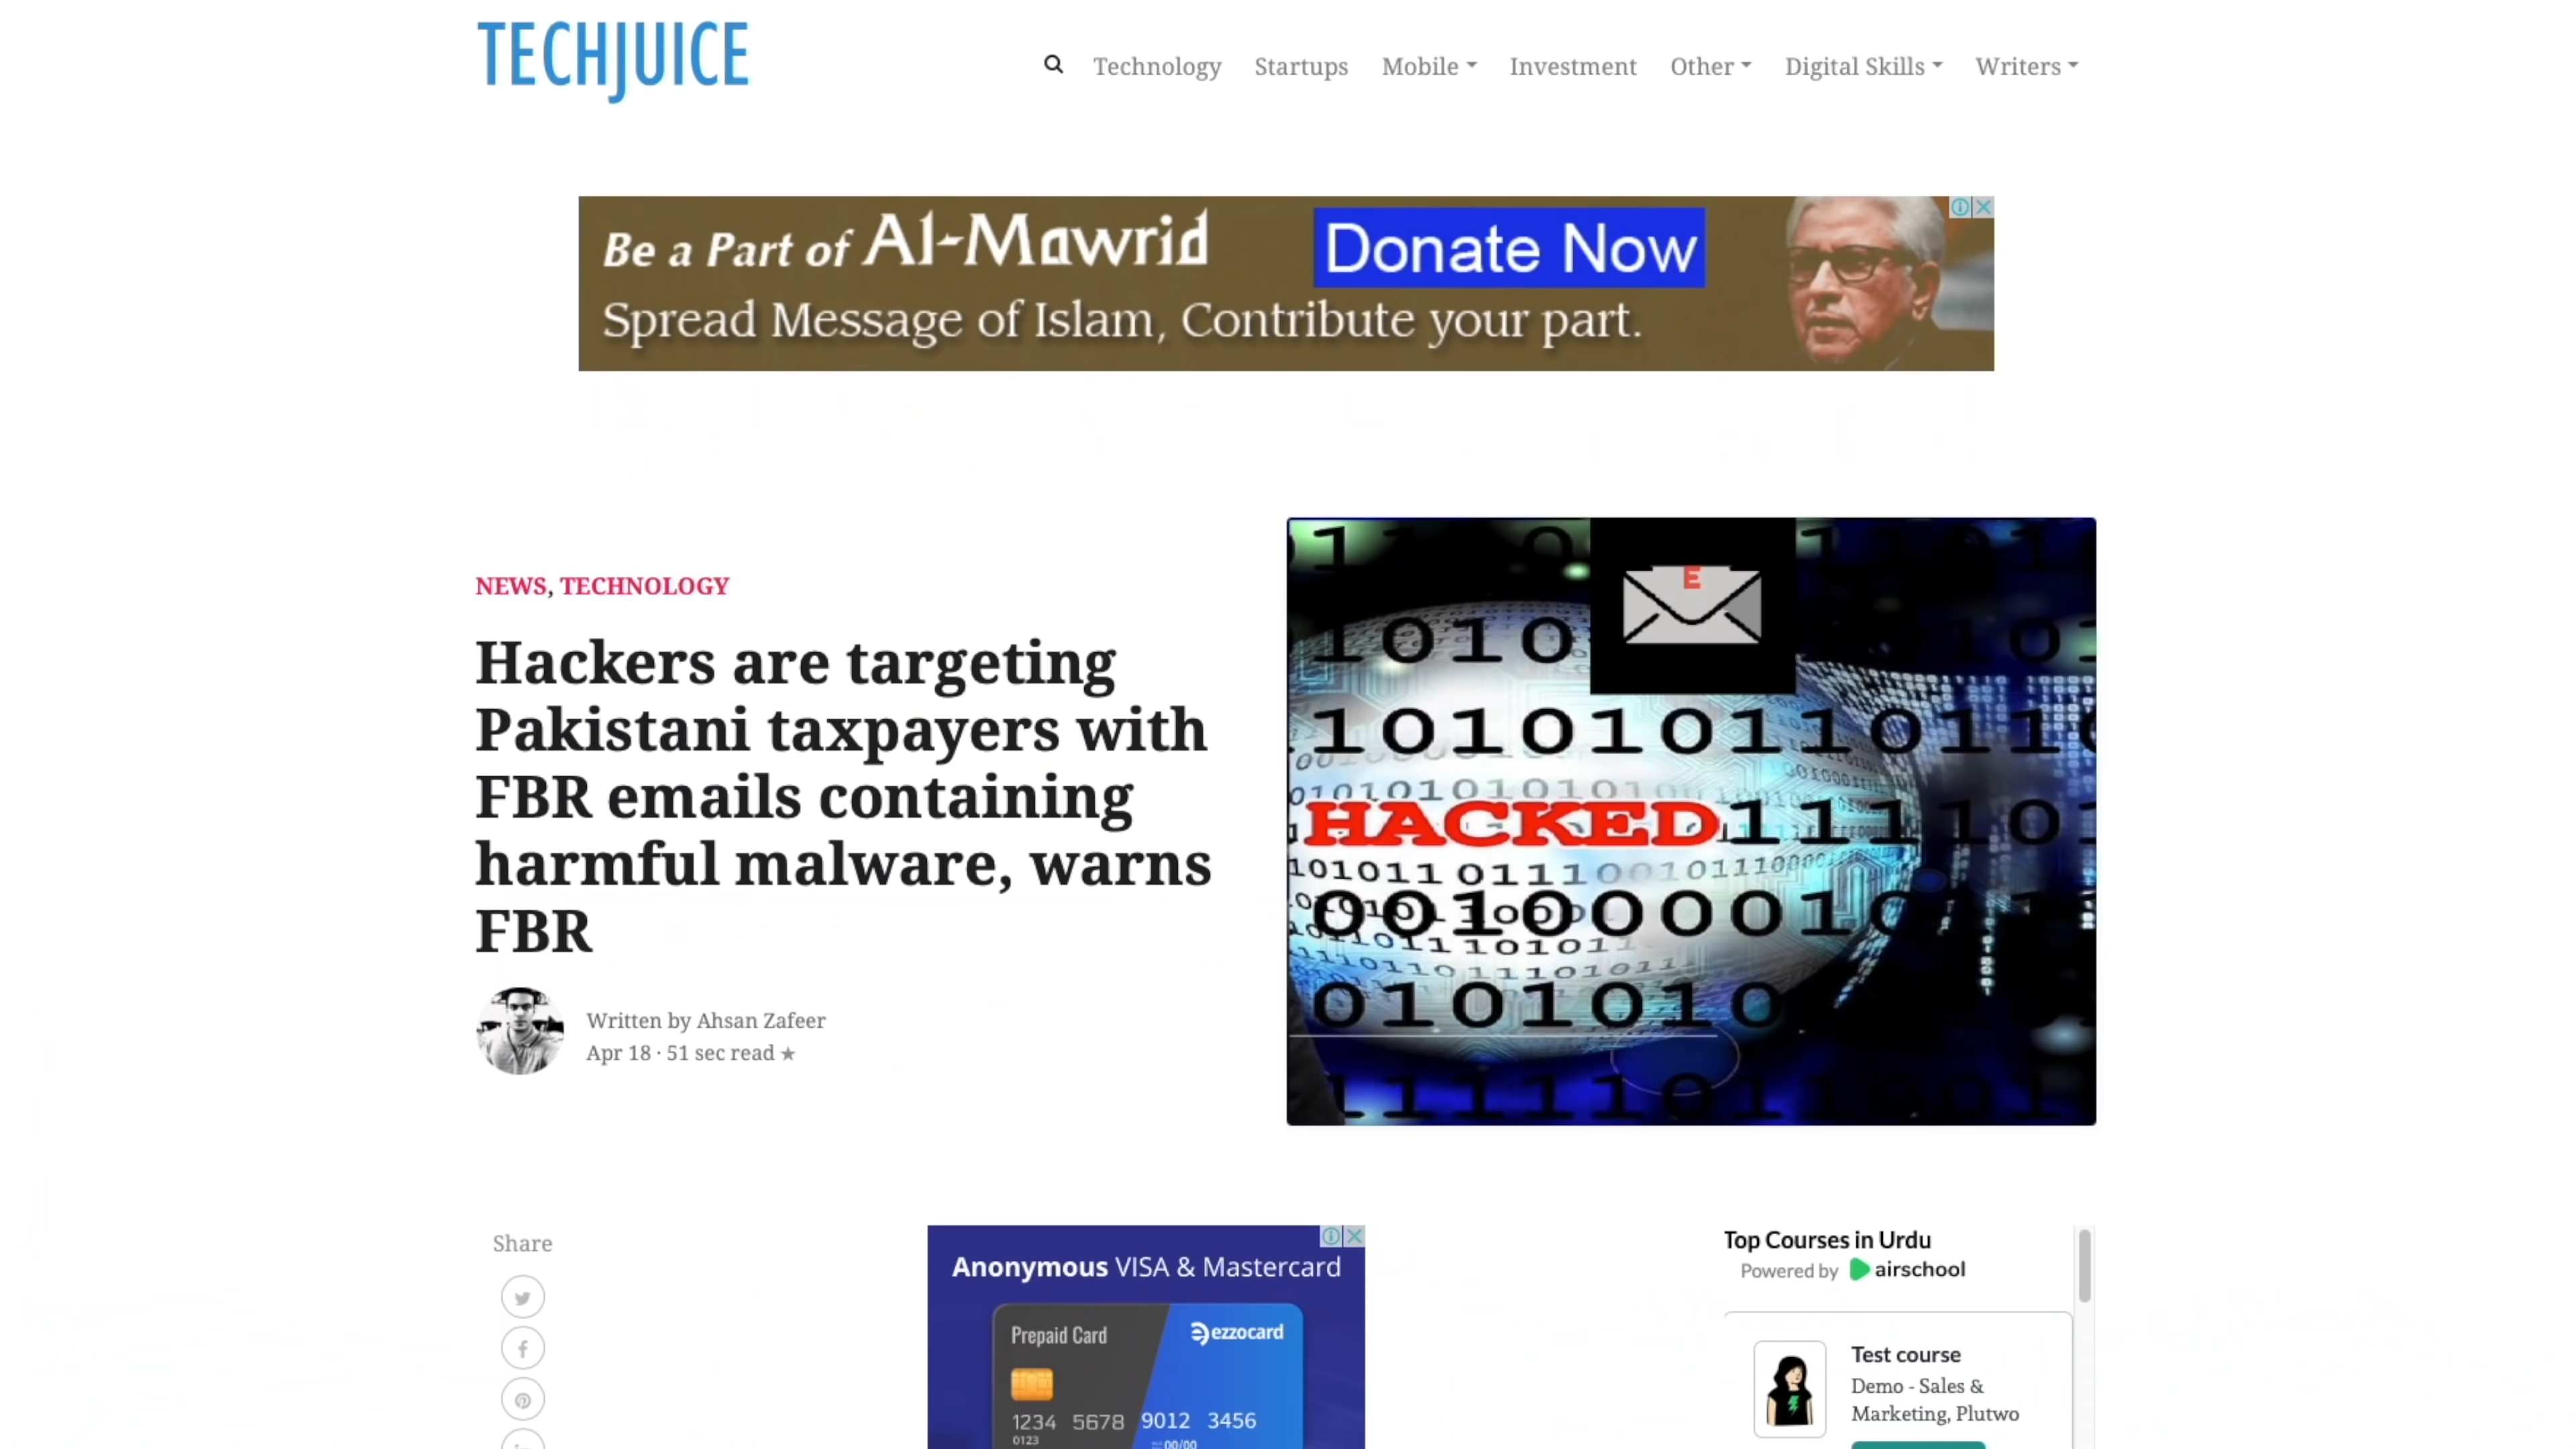 TECHJUICE
Technology Startups Mobile Investment Other Digital Skills Writers
Be a Part of Al-Mawrid
Donate Now
Spread Message of Islam, Contribute your part.
NEWS, TECHNOLOGY
Hackers are targeting
Pakistani taxpayers with
FBR emails containing
harmful malware, warns
FBR
Written by Ahsan Zafeer
Apr 18 · 51 sec read ★
E
HACKED
Share
Anonymous VISA & Mastercard
Prepaid Card
ezzocard
1234 5678 9012 3456
0123
00/00
Top Courses in Urdu
Powered by airschool
Test course
Demo - Sales &
Marketing, Plutwo